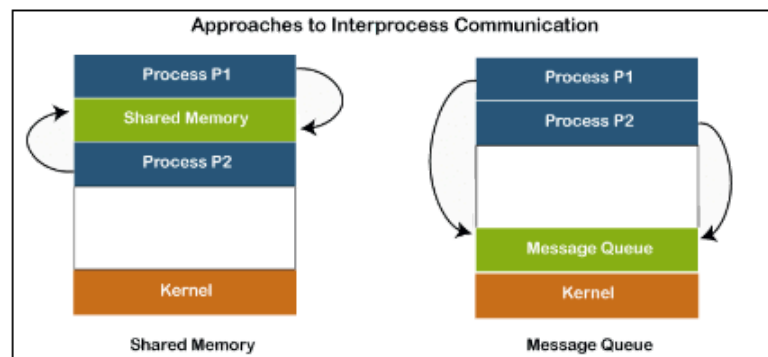 Approaches to Interprocess Communication
Process P1
Shared Memory
Process P2
Kernel
Shared Memory
Process P1
Process P2
Message Queue
Kernel
Message Queue